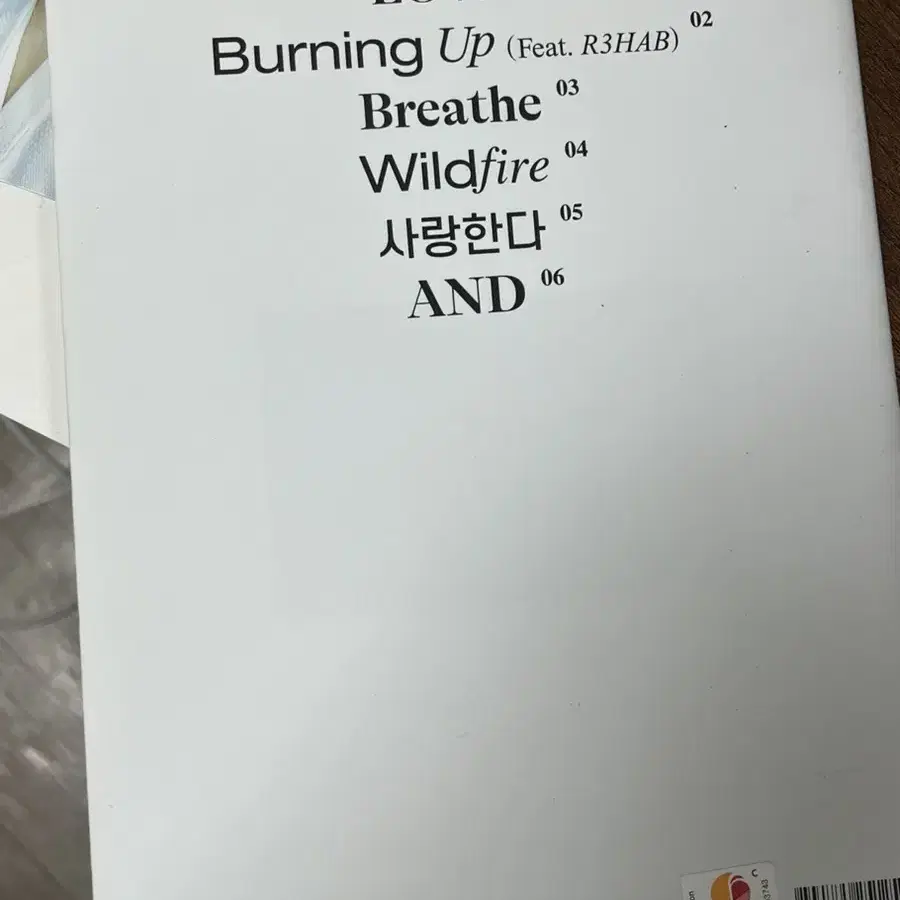 Burning Up (Feat. R3HAB) 02
Breathe 03
Wildfire 04
사랑한다 05
AND 06